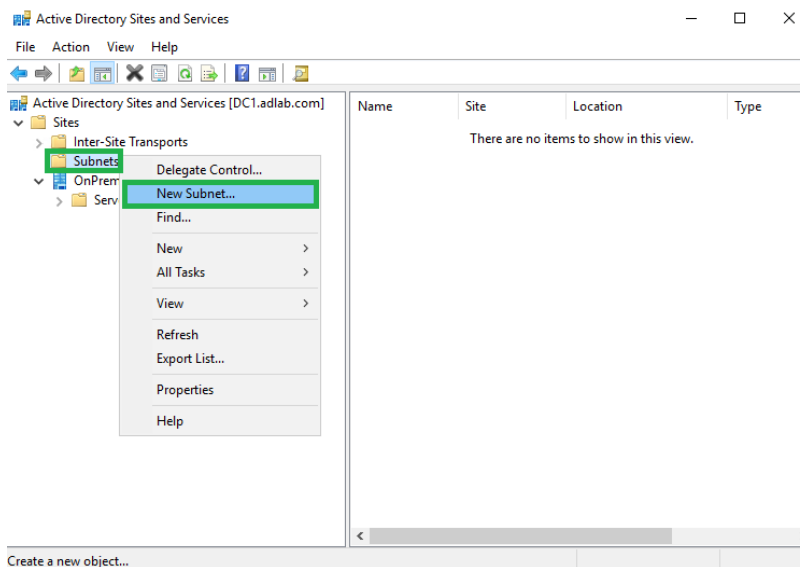 Active Directory Sites and Services
File Action View Help
Active Directory Sites and Services [DC1.adlab.com]
Sites
Inter-Site Transports
Subnets
OnPrem
Serv
Delegate Control...
New Subnet...
Find...
New
All Tasks
View
Refresh
Export List...
Properties
Help
Name Site Location Type
There are no items to show in this view.
Create a new object...